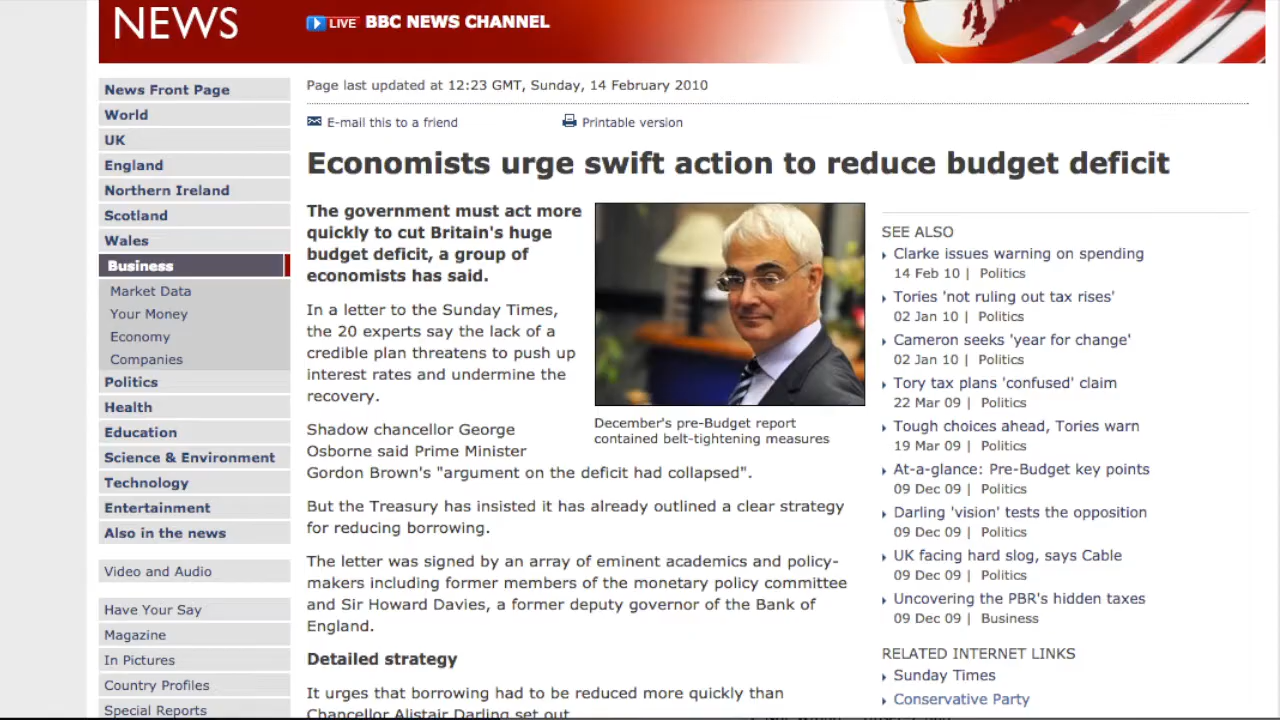 NEWS
LIVE BBC NEWS CHANNEL
News Front Page
World
UK
England
Northern Ireland
Scotland
Wales
Business
Market Data
Your Money
Economy
Companies
Politics
Health
Education
Science & Environment
Technology
Entertainment
Also in the news
Video and Audio
Have Your Say
Magazine
In Pictures
Country Profiles
Special Reports
Page last updated at 12:23 GMT, Sunday, 14 February 2010
E-mail this to a friend
Printable version
Economists urge swift action to reduce budget deficit
The government must act more
quickly to cut Britain's huge
budget deficit, a group of
economists has said.
In a letter to the Sunday Times,
the 20 experts say the lack of a
credible plan threatens to push up
interest rates and undermine the
recovery.
Shadow chancellor George
Osborne said Prime Minister
Gordon Brown's "argument on the deficit had collapsed".
But the Treasury has insisted it has already outlined a clear strategy
for reducing borrowing.
The letter was signed by an array of eminent academics and policy-
makers including former members of the monetary policy committee
and Sir Howard Davies, a former deputy governor of the Bank of
England.
Detailed strategy
It urges that borrowing had to be reduced more quickly than
Chancellor Alistair Darling set out
December's pre-Budget report
contained belt-tightening measures
SEE ALSO
Clarke issues warning on spending
14 Feb 10 | Politics
Tories 'not ruling out tax rises'
02 Jan 10 | Politics
Cameron seeks 'year for change'
02 Jan 10 | Politics
Tory tax plans 'confused' claim
22 Mar 09 | Politics
Tough choices ahead, Tories warn
19 Mar 09 | Politics
At-a-glance: Pre-Budget key points
09 Dec 09 | Politics
Darling 'vision' tests the opposition
09 Dec 09 | Politics
UK facing hard slog, says Cable
09 Dec 09 | Politics
Uncovering the PBR's hidden taxes
09 Dec 09 | Business
RELATED INTERNET LINKS
Sunday Times
Conservative Party